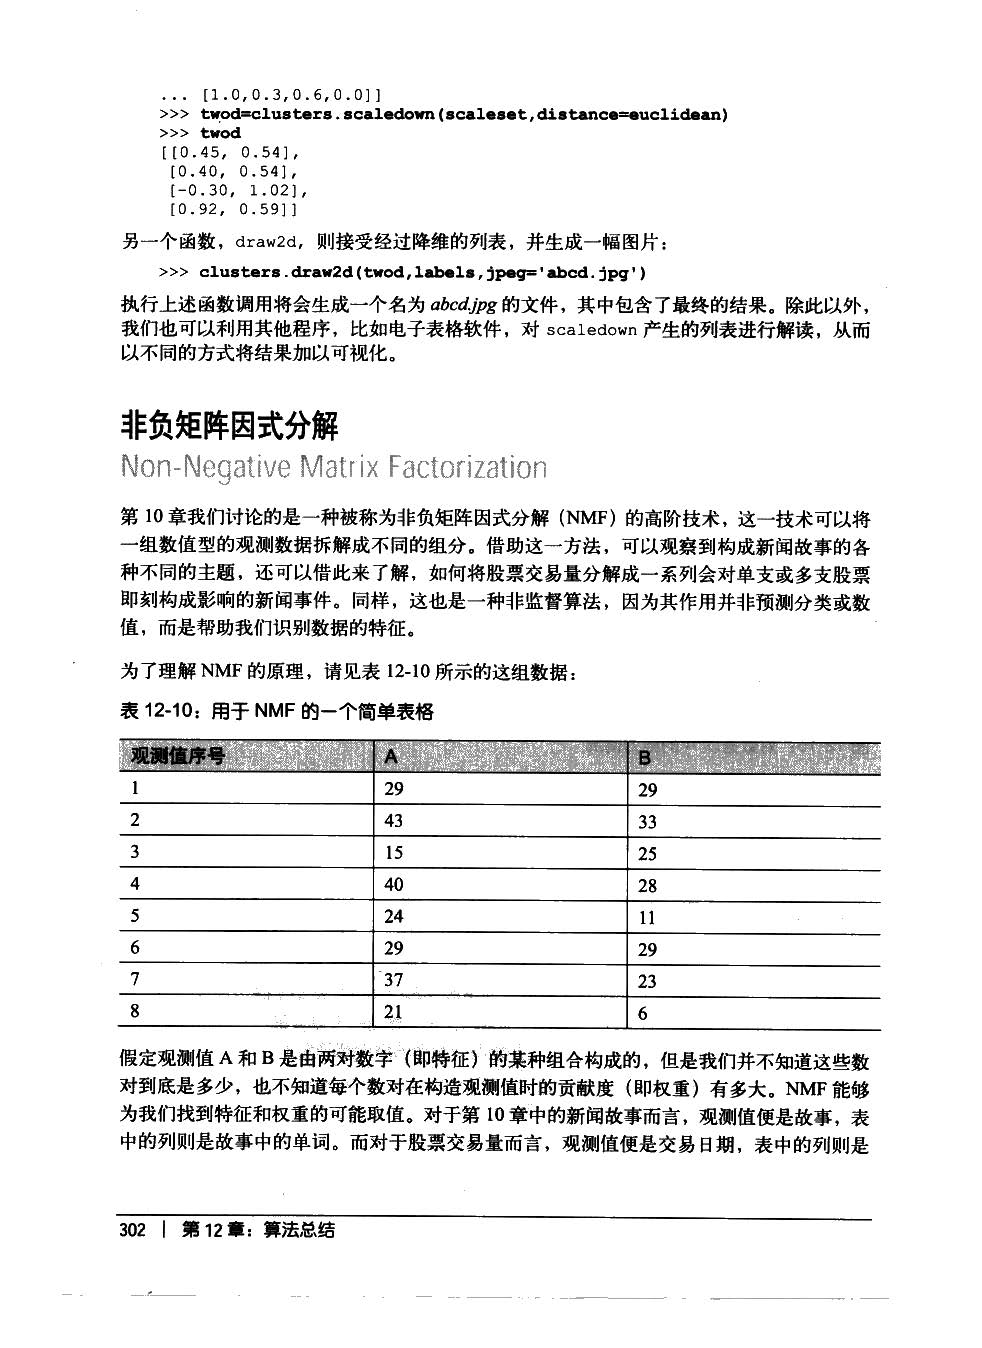 ... [1.0,0.3,0.6,0.0]]
>>> twod=clusters.scaledown(scaleset,distance=euclidean)
>>> twod
[[0.45, 0.54],
[0.40, 0.54],
[-0.30, 1.02],
[0.92, 0.59]]
另一个函数，draw2d，则接受经过降维的列表，并生成一幅图片：
>>> clusters.draw2d(twod,labels,jpeg='abcd.jpg')
执行上述函数调用将会生成一个名为 abcd.jpg 的文件，其中包含了最终的结果。除此以外，
我们也可以利用其他程序，比如电子表格软件，对 scaledown 产生的列表进行解读，从而
以不同的方式将结果加以可视化。
非负矩阵因式分解
Non-Negative Matrix Factorization
第 10 章我们讨论的是一种被称为非负矩阵因式分解（NMF）的高阶技术，这一技术可以将
一组数值型的观测数据拆解成不同的组分。借助这一方法，可以观察到构成新闻故事的各
种不同的主题，还可以借此来了解，如何将股票交易量分解成一系列会对单支或多支股票
即刻构成影响的新闻事件。同样，这也是一种非监督算法，因为其作用并非预测分类或数
值，而是帮助我们识别数据的特征。
为了理解 NMF 的原理，请见表 12-10 所示的这组数据：
表 12-10：用于 NMF 的一个简单表格
观测值序号 A B
1 29 29
2 43 33
3 15 25
4 40 28
5 24 11
6 29 29
7 37 23
8 21 6
假定观测值 A 和 B 是由两对数字（即特征）的某种组合构成的，但是我们并不知道这些数
对到底是多少，也不知道每个数对在构造观测值时的贡献度（即权重）有多大。NMF 能够
为我们找到特征和权重的可能取值。对于第 10 章中的新闻故事而言，观测值便是故事，表
中的列则是故事中的单词。而对于股票交易量而言，观测值便是交易日期，表中的列则是
302 | 第 12 章：算法总结